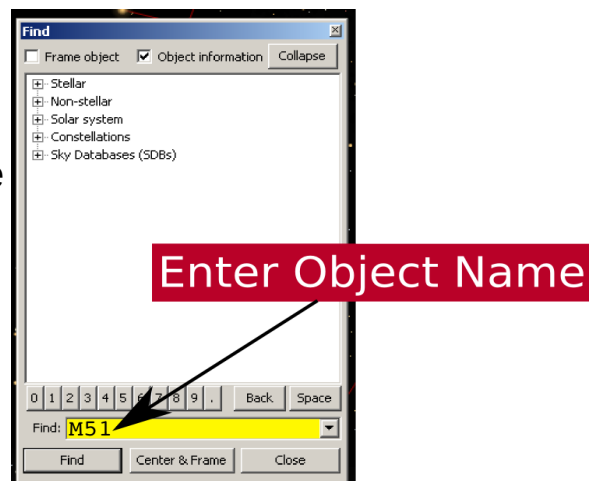 Find
Frame object Object information Collapse
Stellar
Non-stellar
Solar system
Constellations
Sky Databases (SDBs)
e
Enter Object Name
0 1 2 3 4 5 6 7 8 9 . Back Space
Find: M51
Find Center & Frame Close